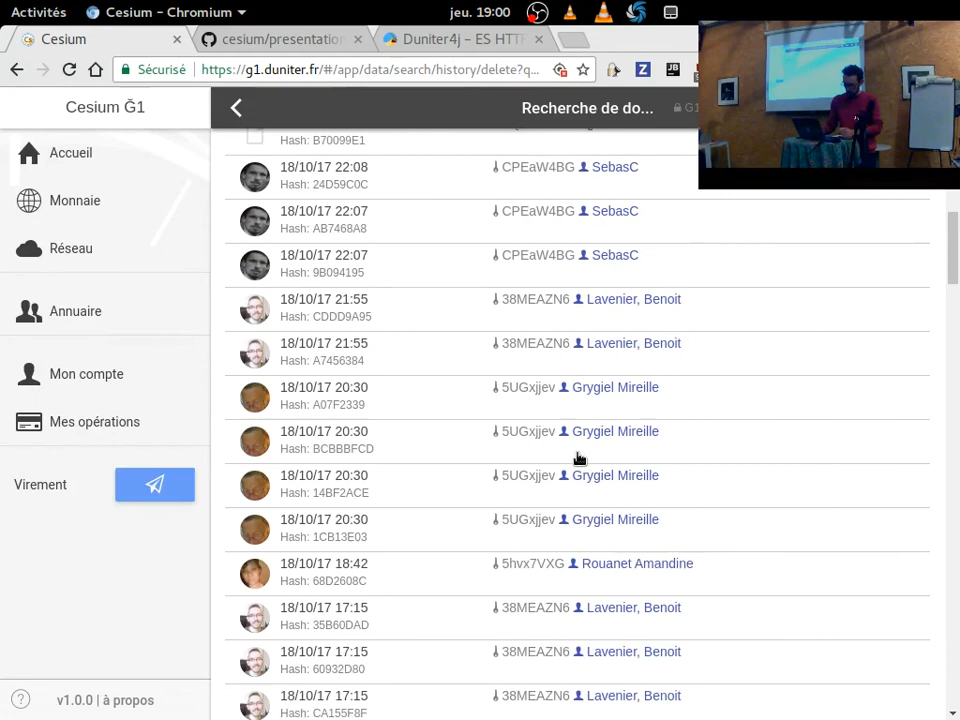 Activités
Cesium - Chromium
jeu. 19:00
Cesium
cesium/presentation
Duniter4j – ES HTT
Sécurisé
https://g1.duniter.fr/#/app/data/search/history/delete?q...
Cesium Ğ1
Recherche de do...
G1
Accueil
Monnaie
Réseau
Annuaire
Mon compte
Mes opérations
Virement
v1.0.0 | à propos
Hash: B70099E1
18/10/17 22:08
CPEaW4BG SebasC
Hash: 24D59C0C
18/10/17 22:07
CPEaW4BG SebasC
Hash: AB7468A8
18/10/17 22:07
CPEaW4BG SebasC
Hash: 9B094195
18/10/17 21:55
38MEAZN6 Lavenier, Benoit
Hash: CDDD9A95
18/10/17 21:55
38MEAZN6 Lavenier, Benoit
Hash: A7456384
18/10/17 20:30
5UGxjjev Grygiel Mireille
Hash: A07F2339
18/10/17 20:30
5UGxjjev Grygiel Mireille
Hash: BCBBBFCD
18/10/17 20:30
5UGxjjev Grygiel Mireille
Hash: 14BF2ACE
18/10/17 20:30
5UGxjjev Grygiel Mireille
Hash: 1CB13E03
18/10/17 18:42
5hvx7VXG Rouanet Amandine
Hash: 68D2608C
18/10/17 17:15
38MEAZN6 Lavenier, Benoit
Hash: 35B60DAD
18/10/17 17:15
38MEAZN6 Lavenier, Benoit
Hash: 60932D80
18/10/17 17:15
38MEAZN6 Lavenier, Benoit
Hash: CA155F8F